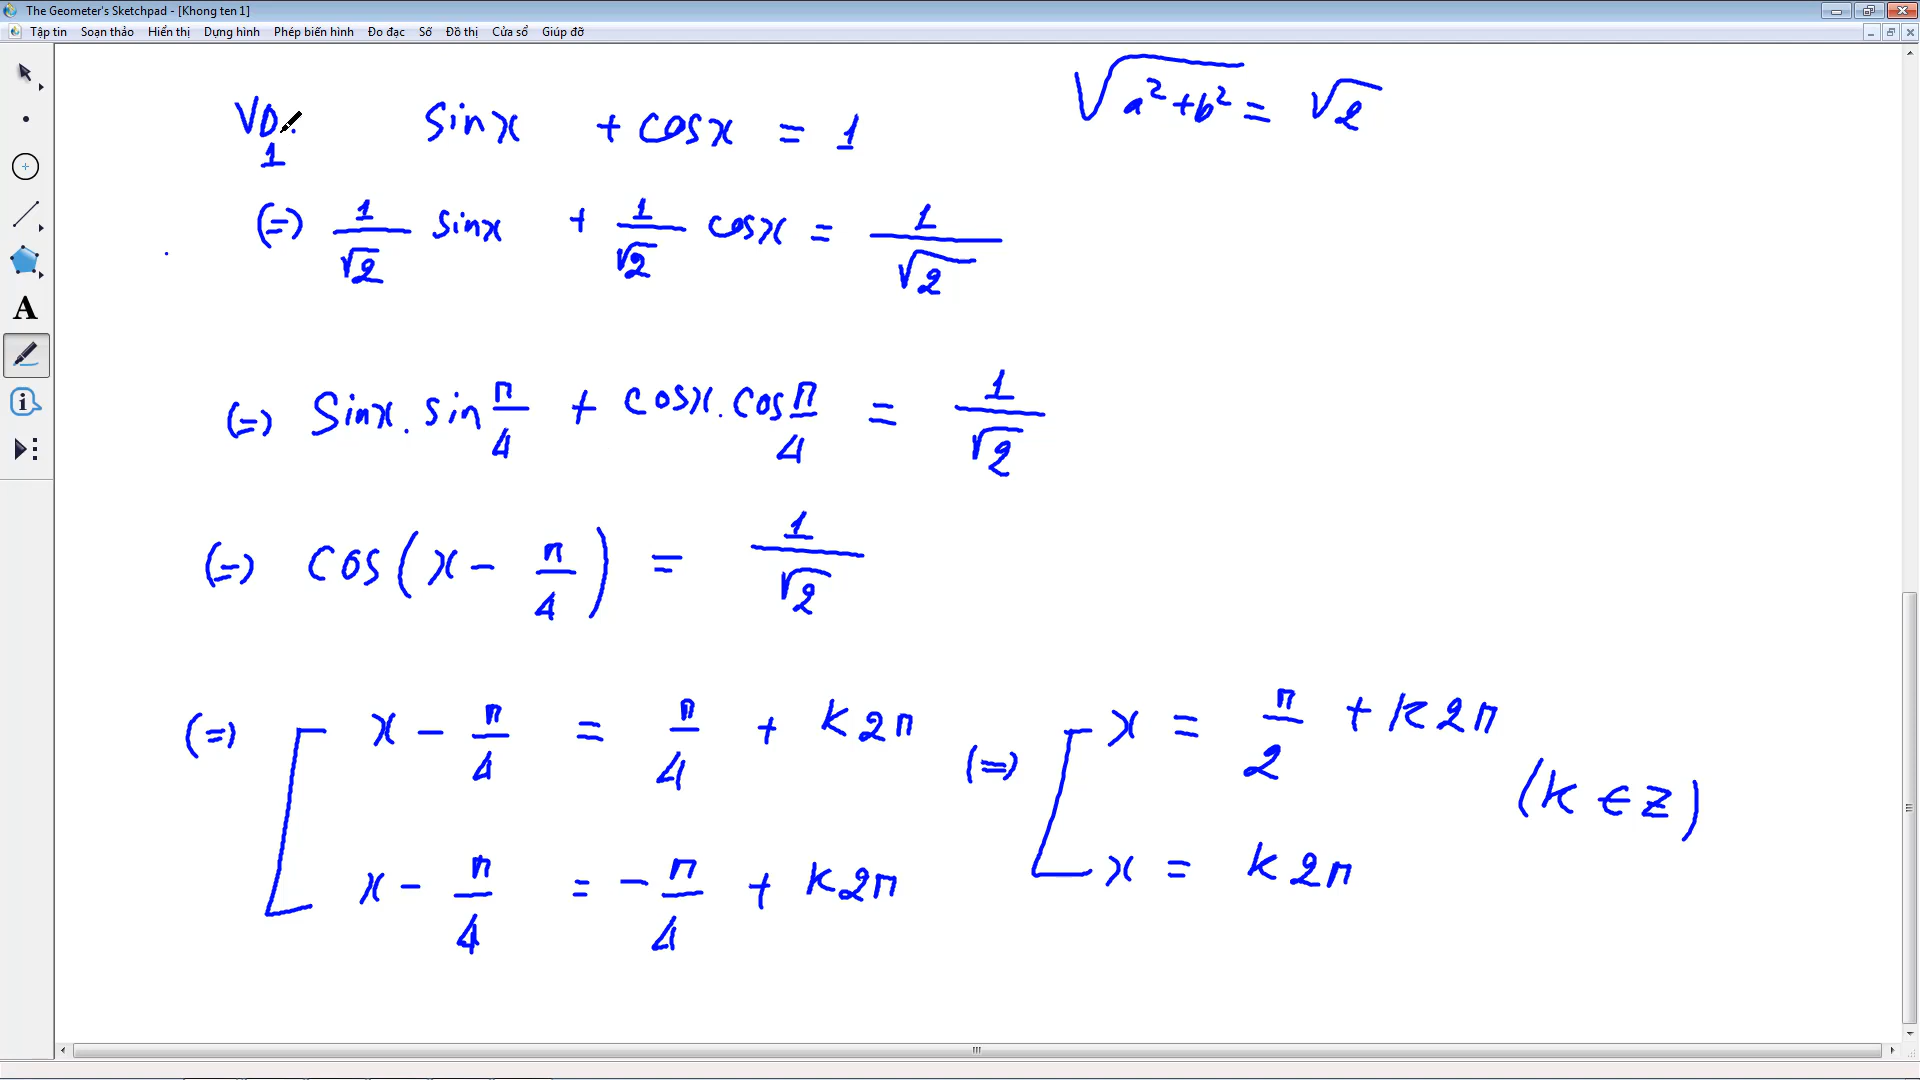 The Geometer's Sketchpad - [Khong ten 1]
Tập tin Soạn thảo Hiển thị Dựng hình Phép biến hình Đo đạc Số Đồ thị Cửa sổ Giúp đỡ
√(a² + b²) = √2
VD1: sinx + cosx = 1
(=) 1/√2 sinx + 1/√2 cosx = 1/√2
(=) sinx . sin π/4 + cosx . cos π/4 = 1/√2
(=) cos(x - π/4) = 1/√2
(=) [ x - π/4 = π/4 + k2π (=) [ x = π/2 + k2π
(k ∈ Z)
x - π/4 = - π/4 + k2π x = k2π
A